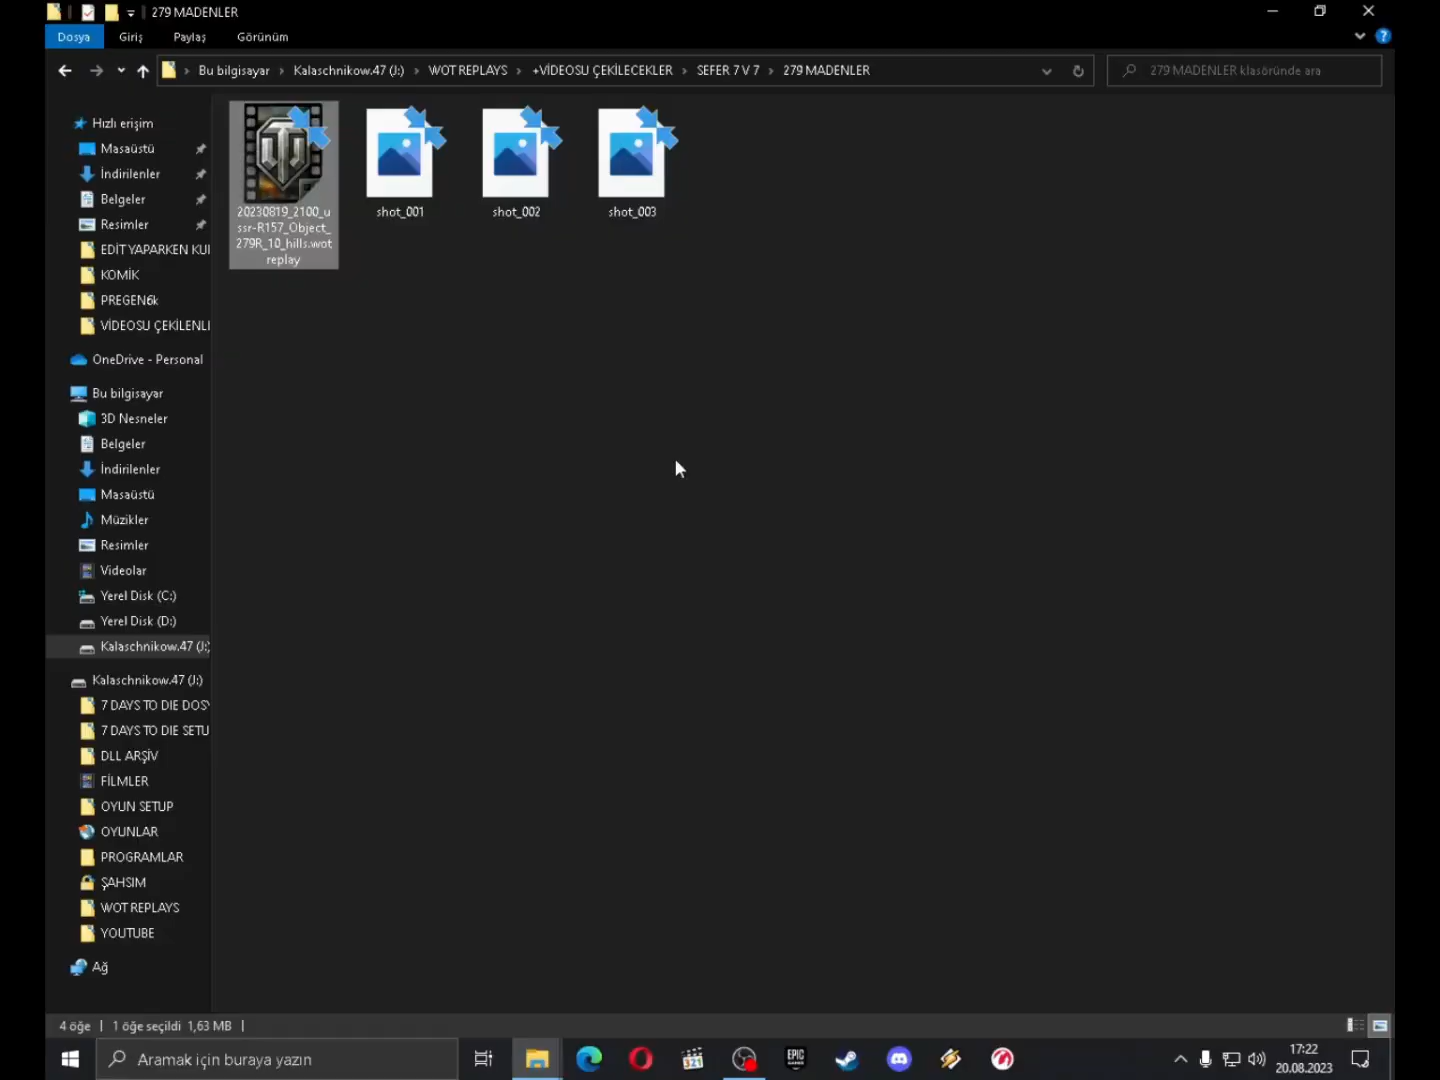 279 MADENLER
Dosya Giriş Paylaş Görünüm
Bu bilgisayar Kalaschnikow.47 (J:) WOT REPLAYS +VİDEOSU ÇEKİLECEKLER SEFER 7 V 7 279 MADENLER
279 MADENLER klasöründe ara
Hızlı erişim
Masaüstü
İndirilenler
Belgeler
Resimler
EDİT YAPARKEN KUI
KOMİK
PREGEN6k
VİDEOSU ÇEKİLENLI
OneDrive - Personal
Bu bilgisayar
3D Nesneler
Belgeler
İndirilenler
Masaüstü
Müzikler
Resimler
Videolar
Yerel Disk (C:)
Yerel Disk (D:)
Kalaschnikow.47 (J:)
Kalaschnikow.47 (J:)
7 DAYS TO DIE DOSY
7 DAYS TO DIE SETU
DLL ARŞİV
FİLMLER
OYUN SETUP
OYUNLAR
PROGRAMLAR
ŞAHSIM
WOT REPLAYS
YOUTUBE
Ağ
20230819_2100_u
ssr-R157_Object_
279R_10_hills.wot
replay
shot_001
shot_002
shot_003
4 öğe 1 öğe seçildi 1,63 MB
Aramak için buraya yazın
321
EPIC
GAMES
17:22
20.08.2023